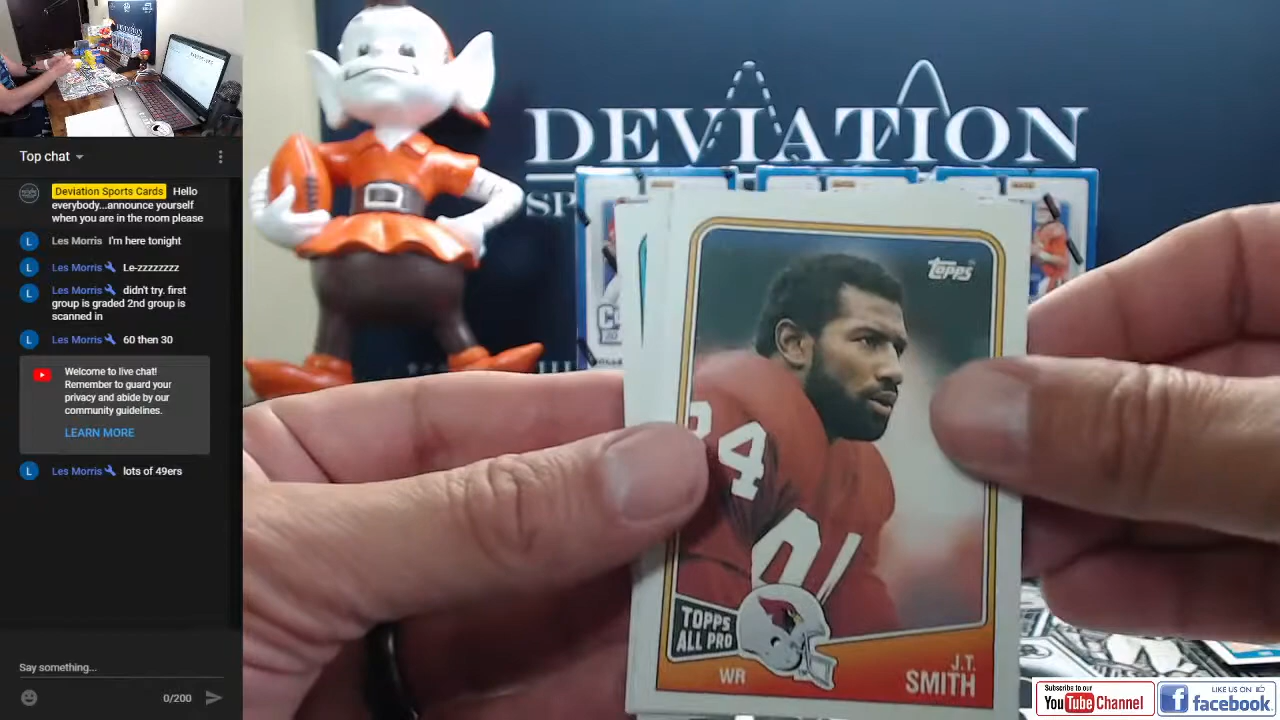 Top chat
Deviation Sports Cards Hello
everybody...announce yourself
when you are in the room please
Les Morris I'm here tonight
Les Morris Le-zzzzzzzz
Les Morris didn't try. first
group is graded 2nd group is
scanned in
Les Morris 60 then 30
Welcome to live chat!
Remember to guard your
privacy and abide by our
community guidelines.
LEARN MORE
Les Morris lots of 49ers
Say something...
0/200
DEVIATION
SP
Topps
84
84
TOPPS
ALL PRO
WR
J.T.
SMITH
Subscribe to our
YouTube Channel
LIKE US ON
facebook.